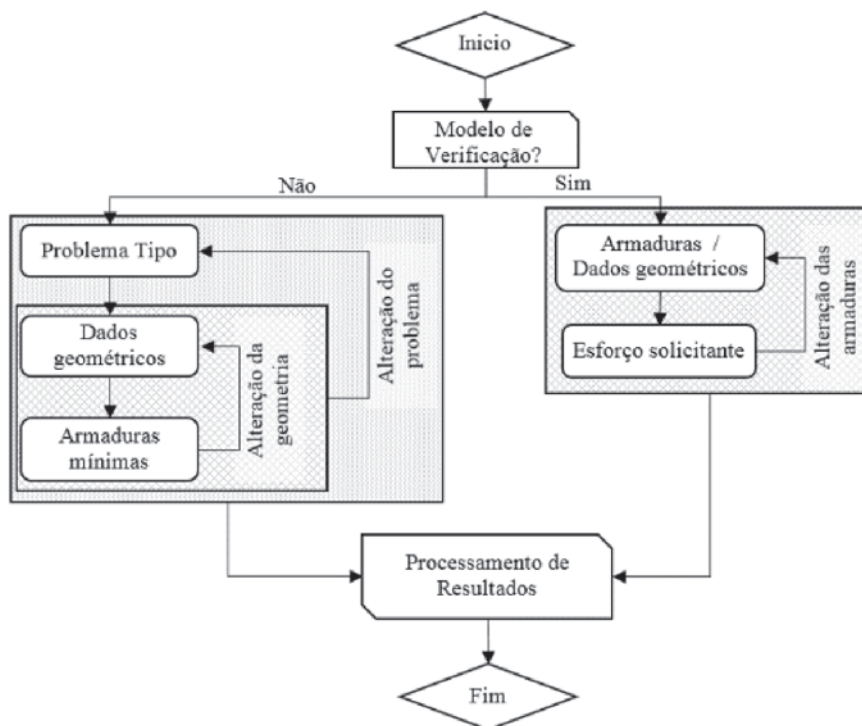 Inicio
Modelo de
Verificação?
Não
Sim
Problema Tipo
Dados
geométricos
Armaduras
mínimas
Alteração da
geometria
Alteração do
problema
Armaduras /
Dados geométricos
Esforço solicitante
Alteração das
armaduras
Processamento de
Resultados
Fim